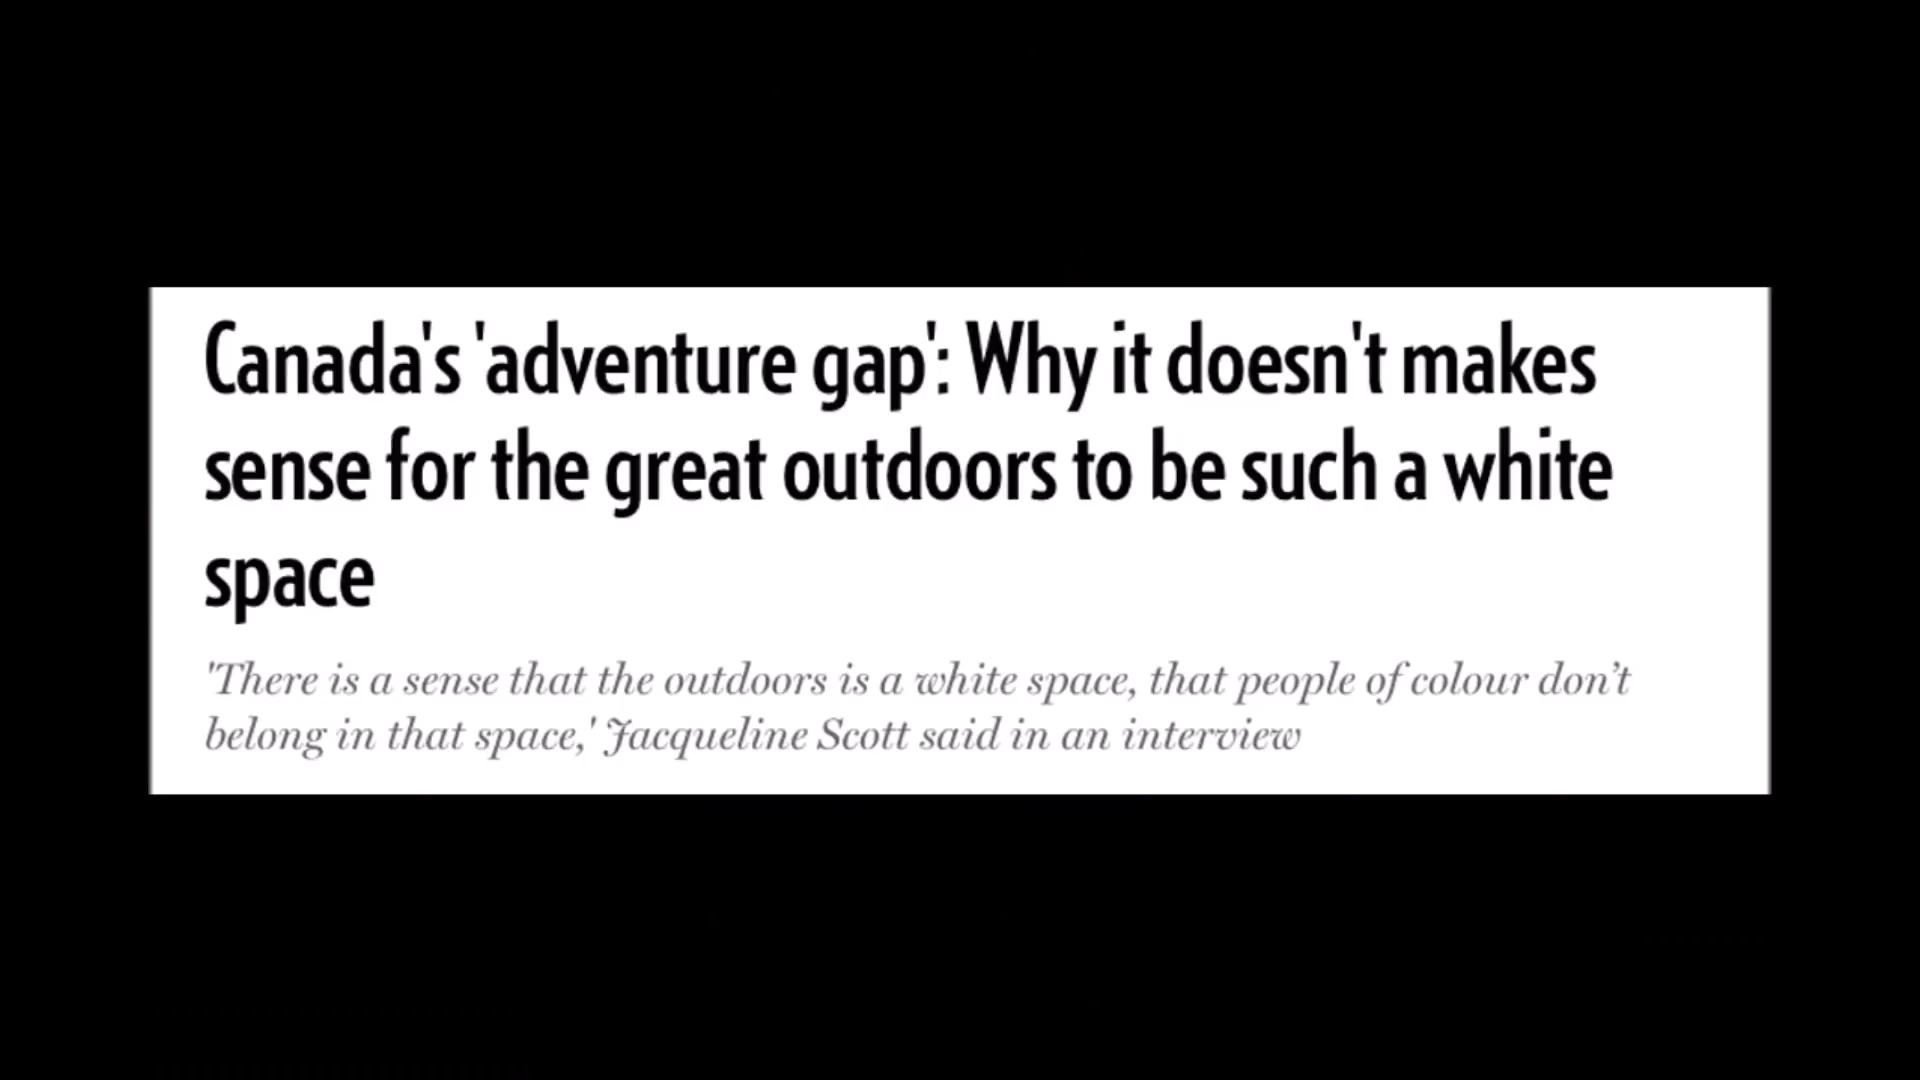 Canada's 'adventure gap': Why it doesn't makes
sense for the great outdoors to be such a white
space
'There is a sense that the outdoors is a white space, that people of colour don’t
belong in that space,' Jacqueline Scott said in an interview